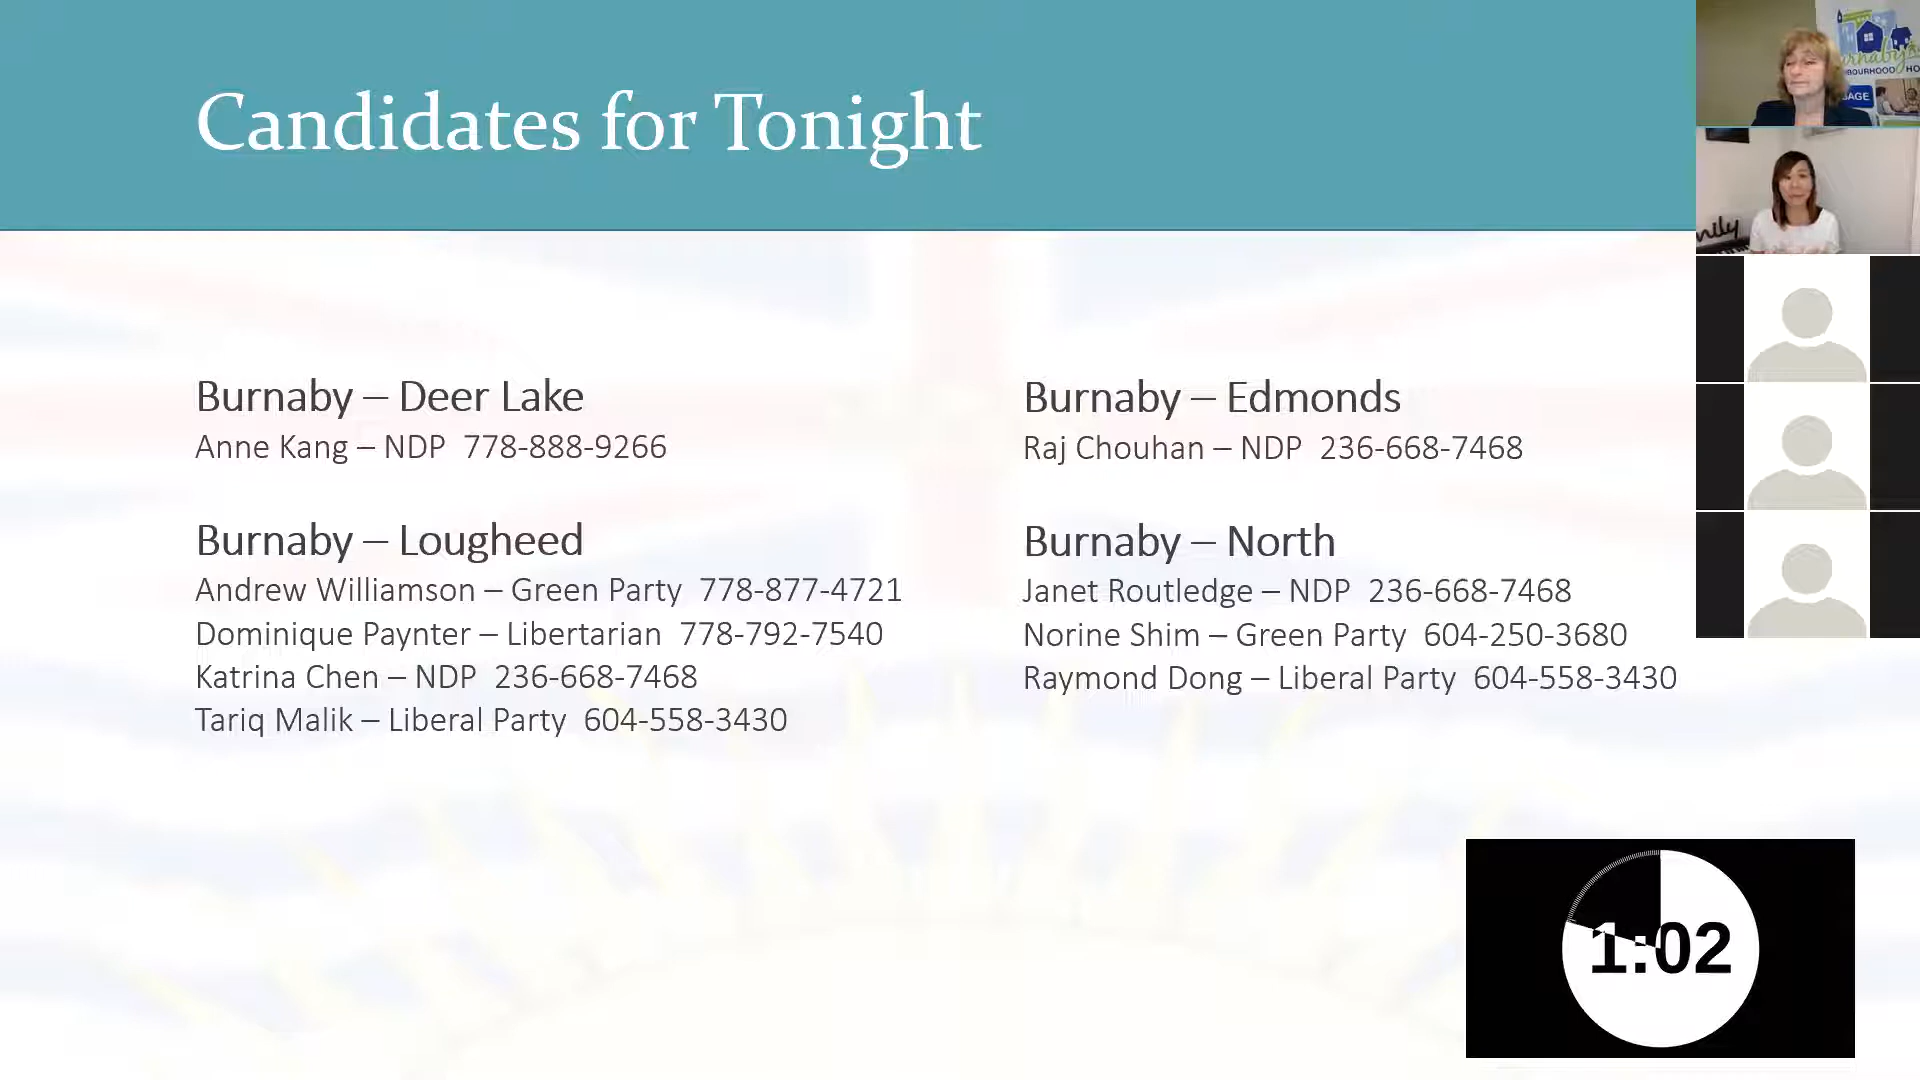 Candidates for Tonight
Burnaby – Deer Lake
Anne Kang – NDP 778-888-9266
Burnaby – Lougheed
Andrew Williamson – Green Party 778-877-4721
Dominique Paynter – Libertarian 778-792-7540
Katrina Chen – NDP 236-668-7468
Tariq Malik – Liberal Party 604-558-3430
Burnaby – Edmonds
Raj Chouhan – NDP 236-668-7468
Burnaby – North
Janet Routledge – NDP 236-668-7468
Norine Shim – Green Party 604-250-3680
Raymond Dong – Liberal Party 604-558-3430
1:02